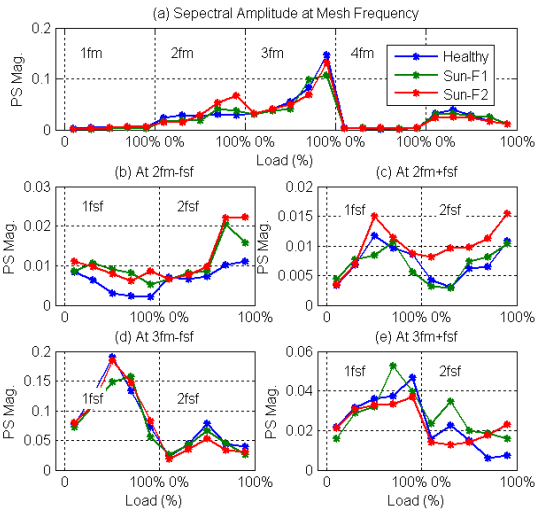 (a) Sepectral Amplitude at Mesh Frequency
PS Mag.
0.2
0.1
0
1fm
2fm
3fm
4fm
Healthy
Sun-F1
Sun-F2
0
100% 0%
100% 0%
100% 0%
100% 0%
100%
Load (%)
(b) At 2fm-fsf
PS Mag.
0.03
0.02
0.01
0
1fsf
2fsf
0
100% 0%
100%
(c) At 2fm+fsf
PS Mag.
0.02
0.015
0.01
0.005
0
1fsf
2fsf
0
100% 0%
100%
(d) At 3fm-fsf
PS Mag.
0.2
0.15
0.1
0.05
0
1fsf
2fsf
0
100% 0%
100%
Load (%)
(e) At 3fm+fsf
PS Mag.
0.06
0.04
0.02
0
1fsf
2fsf
0
100% 0%
100%
Load (%)